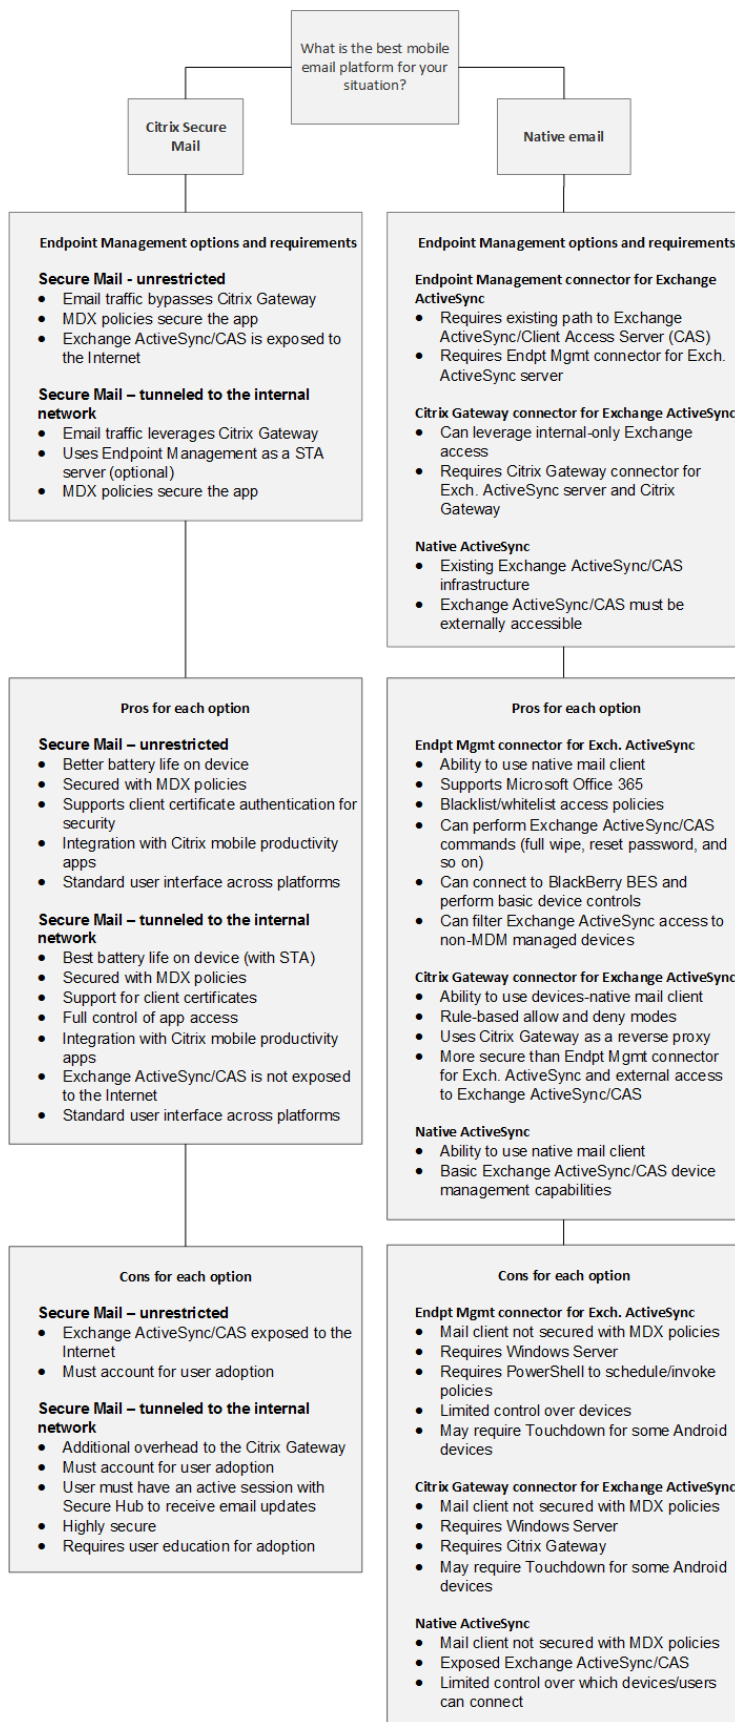 What is the best mobile
email platform for your
situation?
Citrix Secure
Mail
Native email
Endpoint Management options and requirements
Secure Mail - unrestricted
● Email traffic bypasses Citrix Gateway
● MDX policies secure the app
● Exchange ActiveSync/CAS is exposed to
the Internet
Secure Mail – tunneled to the internal
network
● Email traffic leverages Citrix Gateway
● Uses Endpoint Management as a STA
server (optional)
● MDX policies secure the app
Endpoint Management options and requirements
Endpoint Management connector for Exchange
ActiveSync
● Requires existing path to Exchange
ActiveSync/Client Access Server (CAS)
● Requires Endpt Mgmt connector for Exch.
ActiveSync server
Citrix Gateway connector for Exchange ActiveSync
● Can leverage internal-only Exchange
access
● Requires Citrix Gateway connector for
Exch. ActiveSync server and Citrix
Gateway
Native ActiveSync
● Existing Exchange ActiveSync/CAS
infrastructure
● Exchange ActiveSync/CAS must be
externally accessible
Pros for each option
Secure Mail – unrestricted
● Better battery life on device
● Secured with MDX policies
● Supports client certificate authentication for
security
● Integration with Citrix mobile productivity
apps
● Standard user interface across platforms
Secure Mail – tunneled to the internal
network
● Best battery life on device (with STA)
● Secured with MDX policies
● Support for client certificates
● Full control of app access
● Integration with Citrix mobile productivity
apps
● Exchange ActiveSync/CAS is not exposed
to the Internet
● Standard user interface across platforms
Pros for each option
Endpt Mgmt connector for Exch. ActiveSync
● Ability to use native mail client
● Supports Microsoft Office 365
● Blacklist/whitelist access policies
● Can perform Exchange ActiveSync/CAS
commands (full wipe, reset password, and
so on)
● Can connect to BlackBerry BES and
perform basic device controls
● Can filter Exchange ActiveSync access to
non-MDM managed devices
Citrix Gateway connector for Exchange ActiveSync
● Ability to use devices-native mail client
● Rule-based allow and deny modes
● Uses Citrix Gateway as a reverse proxy
● More secure than Endpt Mgmt connector
for Exch. ActiveSync and external access
to Exchange ActiveSync/CAS
Native ActiveSync
● Ability to use native mail client
● Basic Exchange ActiveSync/CAS device
management capabilities
Cons for each option
Secure Mail – unrestricted
● Exchange ActiveSync/CAS exposed to the
Internet
● Must account for user adoption
Secure Mail – tunneled to the internal
network
● Additional overhead to the Citrix Gateway
● Must account for user adoption
● User must have an active session with
Secure Hub to receive email updates
● Highly secure
● Requires user education for adoption
Cons for each option
Endpt Mgmt connector for Exch. ActiveSync
● Mail client not secured with MDX policies
● Requires Windows Server
● Requires PowerShell to schedule/invoke
policies
● Limited control over devices
● May require Touchdown for some Android
devices
Citrix Gateway connector for Exchange ActiveSync
● Mail client not secured with MDX policies
● Requires Windows Server
● Requires Citrix Gateway
● May require Touchdown for some Android
devices
Native ActiveSync
● Mail client not secured with MDX policies
● Exposed Exchange ActiveSync/CAS
● Limited control over which devices/users
can connect